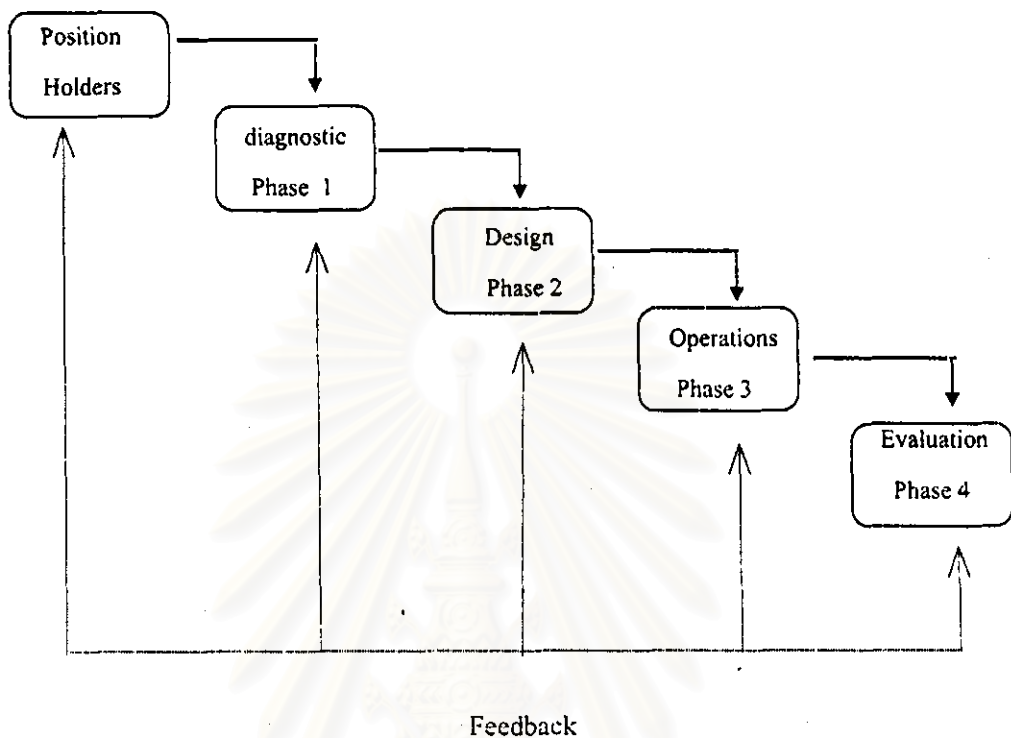 Position
Holders
diagnostic
Phase 1
Design
Phase 2
Operations
Phase 3
Evaluation
Phase 4
Feedback